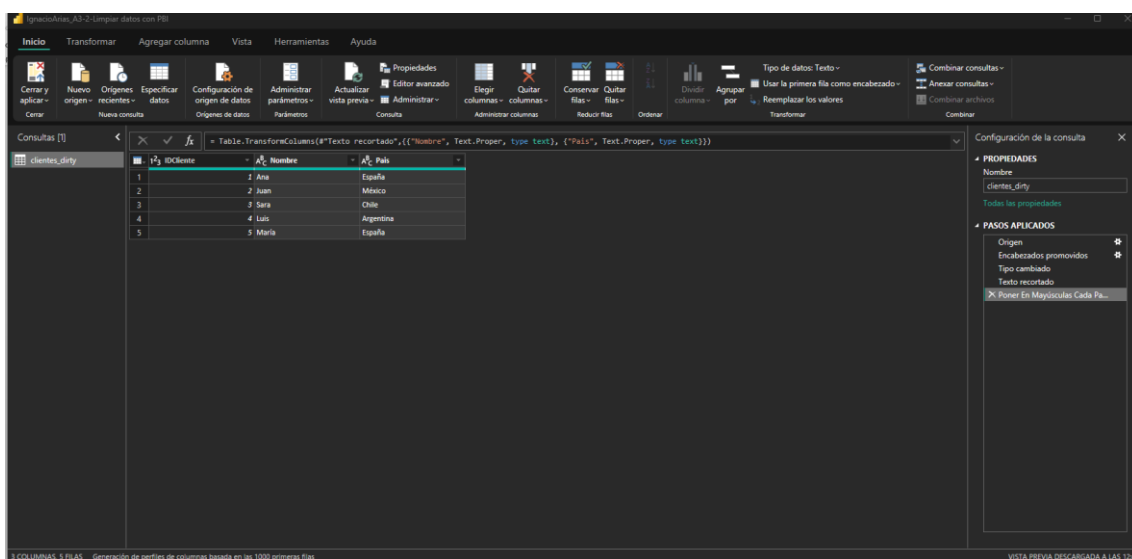 IgnacioArias_A3-2-Limpiar datos con PBI
Inicio Transformar Agregar columna Vista Herramientas Ayuda
Cerrar y aplicar
Nuevo origen
Orígenes recientes
Especificar datos
Configuración de origen de datos
Administrar parámetros
Actualizar vista previa
Propiedades
Editor avanzado
Administrar
Elegir columnas
Quitar columnas
Conservar filas
Quitar filas
Dividir columna
Agrupar por
Tipo de datos: Texto
Usar la primera fila como encabezado
Reemplazar los valores
Combinar consultas
Anexar consultas
Combinar archivos
Cerrar Nueva consulta Orígenes de datos Parámetros Consulta Administrar columnas Reducir filas Ordenar Transformar Combinar
Consultas [1]
clientes_dirty
fx = Table.TransformColumns(#"Texto recortado",{{"Nombre", Text.Proper, type text}, {"País", Text.Proper, type text}})
1²3 IDCliente ABC Nombre ABC País
1 1 Ana España
2 2 Juan México
3 3 Sara Chile
4 4 Luis Argentina
5 5 María España
Configuración de la consulta
PROPIEDADES
Nombre
clientes_dirty
Todas las propiedades
PASOS APLICADOS
Origen
Encabezados promovidos
Tipo cambiado
Texto recortado
Poner En Mayúsculas Cada Pa...
3 COLUMNAS, 5 FILAS Generación de perfiles de columnas basada en las 1000 primeras filas
VISTA PREVIA DESCARGADA A LAS 12